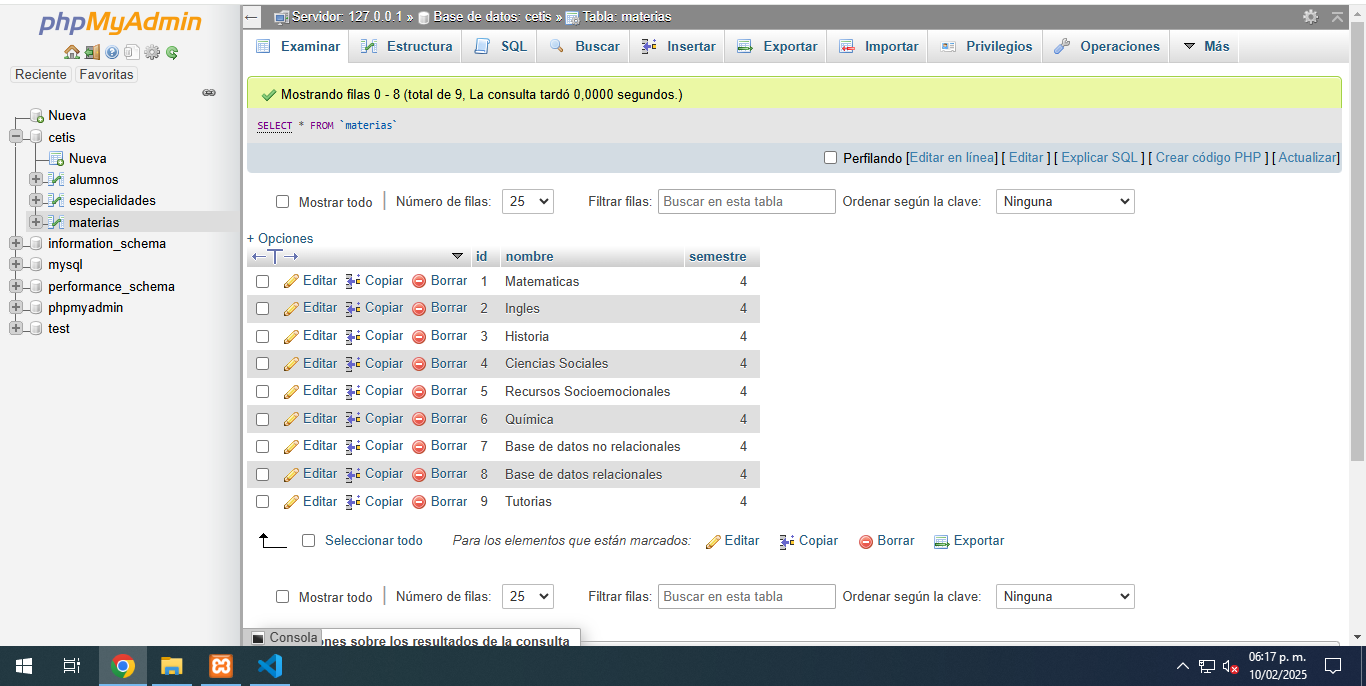 phpMyAdmin
Reciente Favoritas
Nueva
cetis
Nueva
alumnos
especialidades
materias
information_schema
mysql
performance_schema
phpmyadmin
test
Servidor: 127.0.0.1 » Base de datos: cetis » Tabla: materias
Examinar Estructura SQL Buscar Insertar Exportar Importar Privilegios Operaciones Más
Mostrando filas 0 - 8 (total de 9, La consulta tardó 0,0000 segundos.)
SELECT * FROM `materias`
Perfilando [Editar en línea] [ Editar ] [ Explicar SQL ] [ Crear código PHP ] [ Actualizar]
Mostrar todo Número de filas: 25 Filtrar filas: Buscar en esta tabla Ordenar según la clave: Ninguna
+ Opciones
←T→ id nombre semestre
Editar Copiar Borrar 1 Matematicas 4
Editar Copiar Borrar 2 Ingles 4
Editar Copiar Borrar 3 Historia 4
Editar Copiar Borrar 4 Ciencias Sociales 4
Editar Copiar Borrar 5 Recursos Socioemocionales 4
Editar Copiar Borrar 6 Química 4
Editar Copiar Borrar 7 Base de datos no relacionales 4
Editar Copiar Borrar 8 Base de datos relacionales 4
Editar Copiar Borrar 9 Tutorias 4
Seleccionar todo Para los elementos que están marcados: Editar Copiar Borrar Exportar
Mostrar todo Número de filas: 25 Filtrar filas: Buscar en esta tabla Ordenar según la clave: Ninguna
Consola sobre los resultados de la consulta
06:17 p. m.
10/02/2025